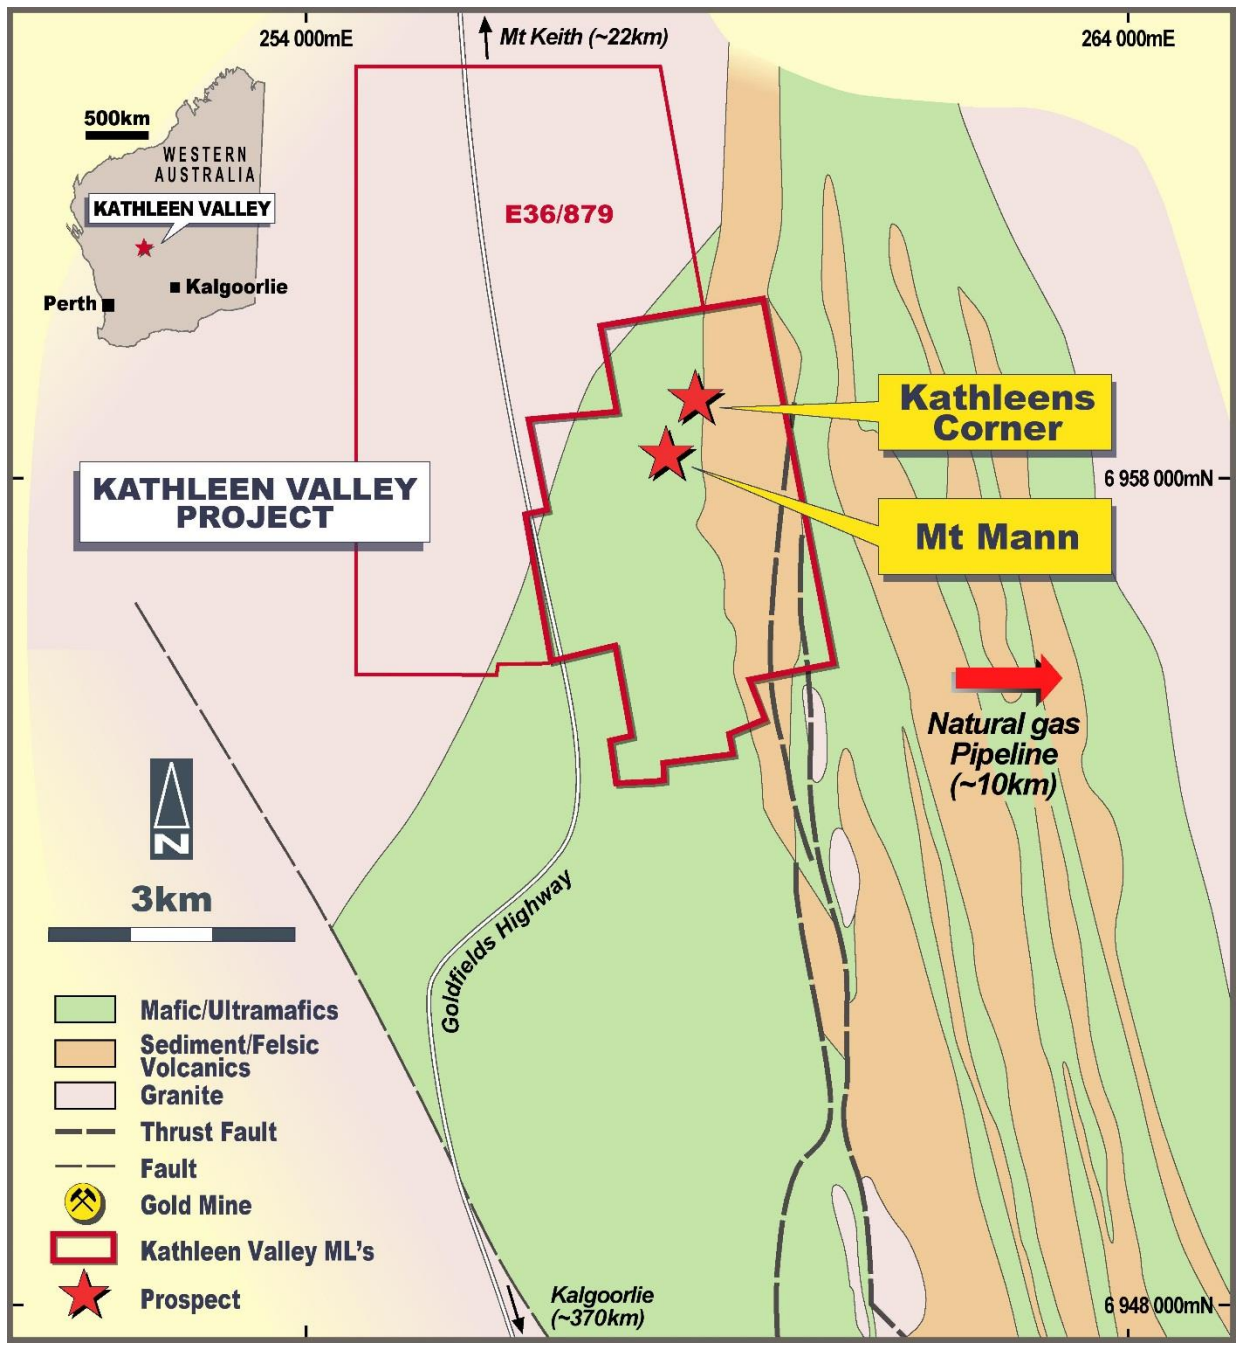 254 000mE
Mt Keith (~22km)
264 000mE
500km
WESTERN
AUSTRALIA
KATHLEEN VALLEY
Kalgoorlie
Perth
E36/879
Kathleens
Corner
KATHLEEN VALLEY
PROJECT
6 958 000mN
Mt Mann
Natural gas
Pipeline
(~10km)
N
3km
Goldfields Highway
Mafic/Ultramafics
Sediment/Felsic
Volcanics
Granite
Thrust Fault
Fault
Gold Mine
Kathleen Valley ML's
Prospect
Kalgoorlie
(~370km)
6 948 000mN